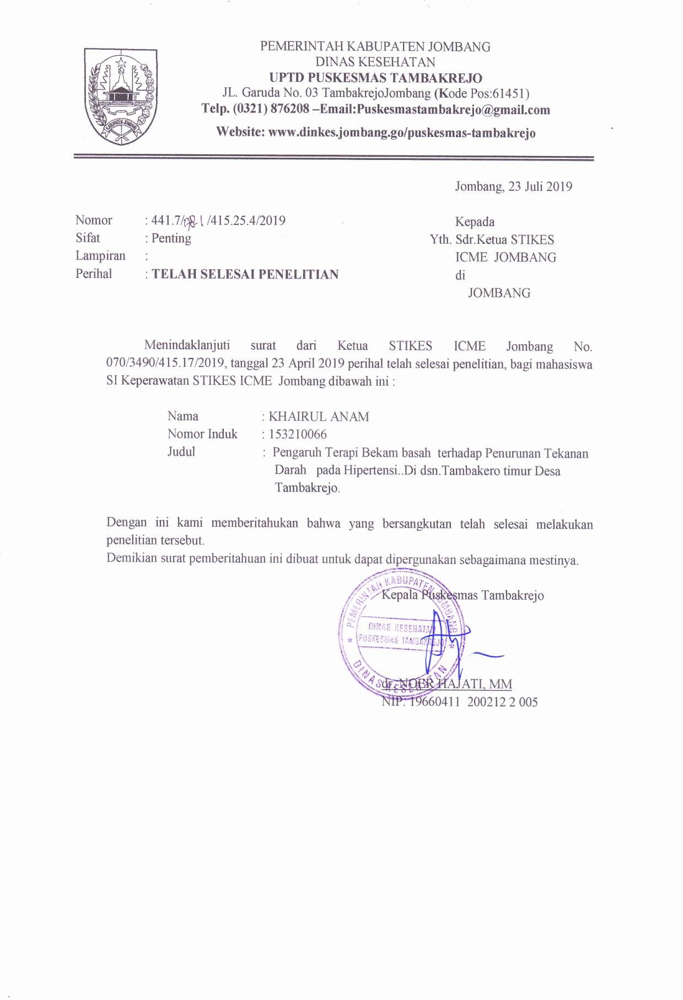 PEMERINTAH KABUPATEN JOMBANG
DINAS KESEHATAN
UPTD PUSKESMAS TAMBAKREJO
JL. Garuda No. 03 TambakrejoJombang (Kode Pos:61451)
Telp. (0321) 876208 –Email:Puskesmastambakrejo@gmail.com
Website: www.dinkes.jombang.go/puskesmas-tambakrejo
KABUPATEN JOMBANG
Jombang, 23 Juli 2019
Nomor : 441.7/ /415.25.4/2019
Sifat : Penting
Lampiran :
Perihal : TELAH SELESAI PENELITIAN
Kepada
Yth. Sdr.Ketua STIKES
ICME JOMBANG
di
JOMBANG
Menindaklanjuti surat dari Ketua STIKES ICME Jombang No.
070/3490/415.17/2019, tanggal 23 April 2019 perihal telah selesai penelitian, bagi mahasiswa
SI Keperawatan STIKES ICME Jombang dibawah ini :
Nama : KHAIRUL ANAM
Nomor Induk : 153210066
Judul : Pengaruh Terapi Bekam basah terhadap Penurunan Tekanan
Darah pada Hipertensi..Di dsn.Tambakero timur Desa
Tambakrejo.
Dengan ini kami memberitahukan bahwa yang bersangkutan telah selesai melakukan
penelitian tersebut.
Demikian surat pemberitahuan ini dibuat untuk dapat dipergunakan sebagaimana mestinya.
Kepala Puskesmas Tambakrejo
PEMERINTAH KABUPATEN JOMBANG
DINAS KESEHATAN
PUSKESMAS TAMBAKREJO
DINAS KESEHATAN
dr. NOER HAJATI, MM
NIP. 19660411 200212 2 005